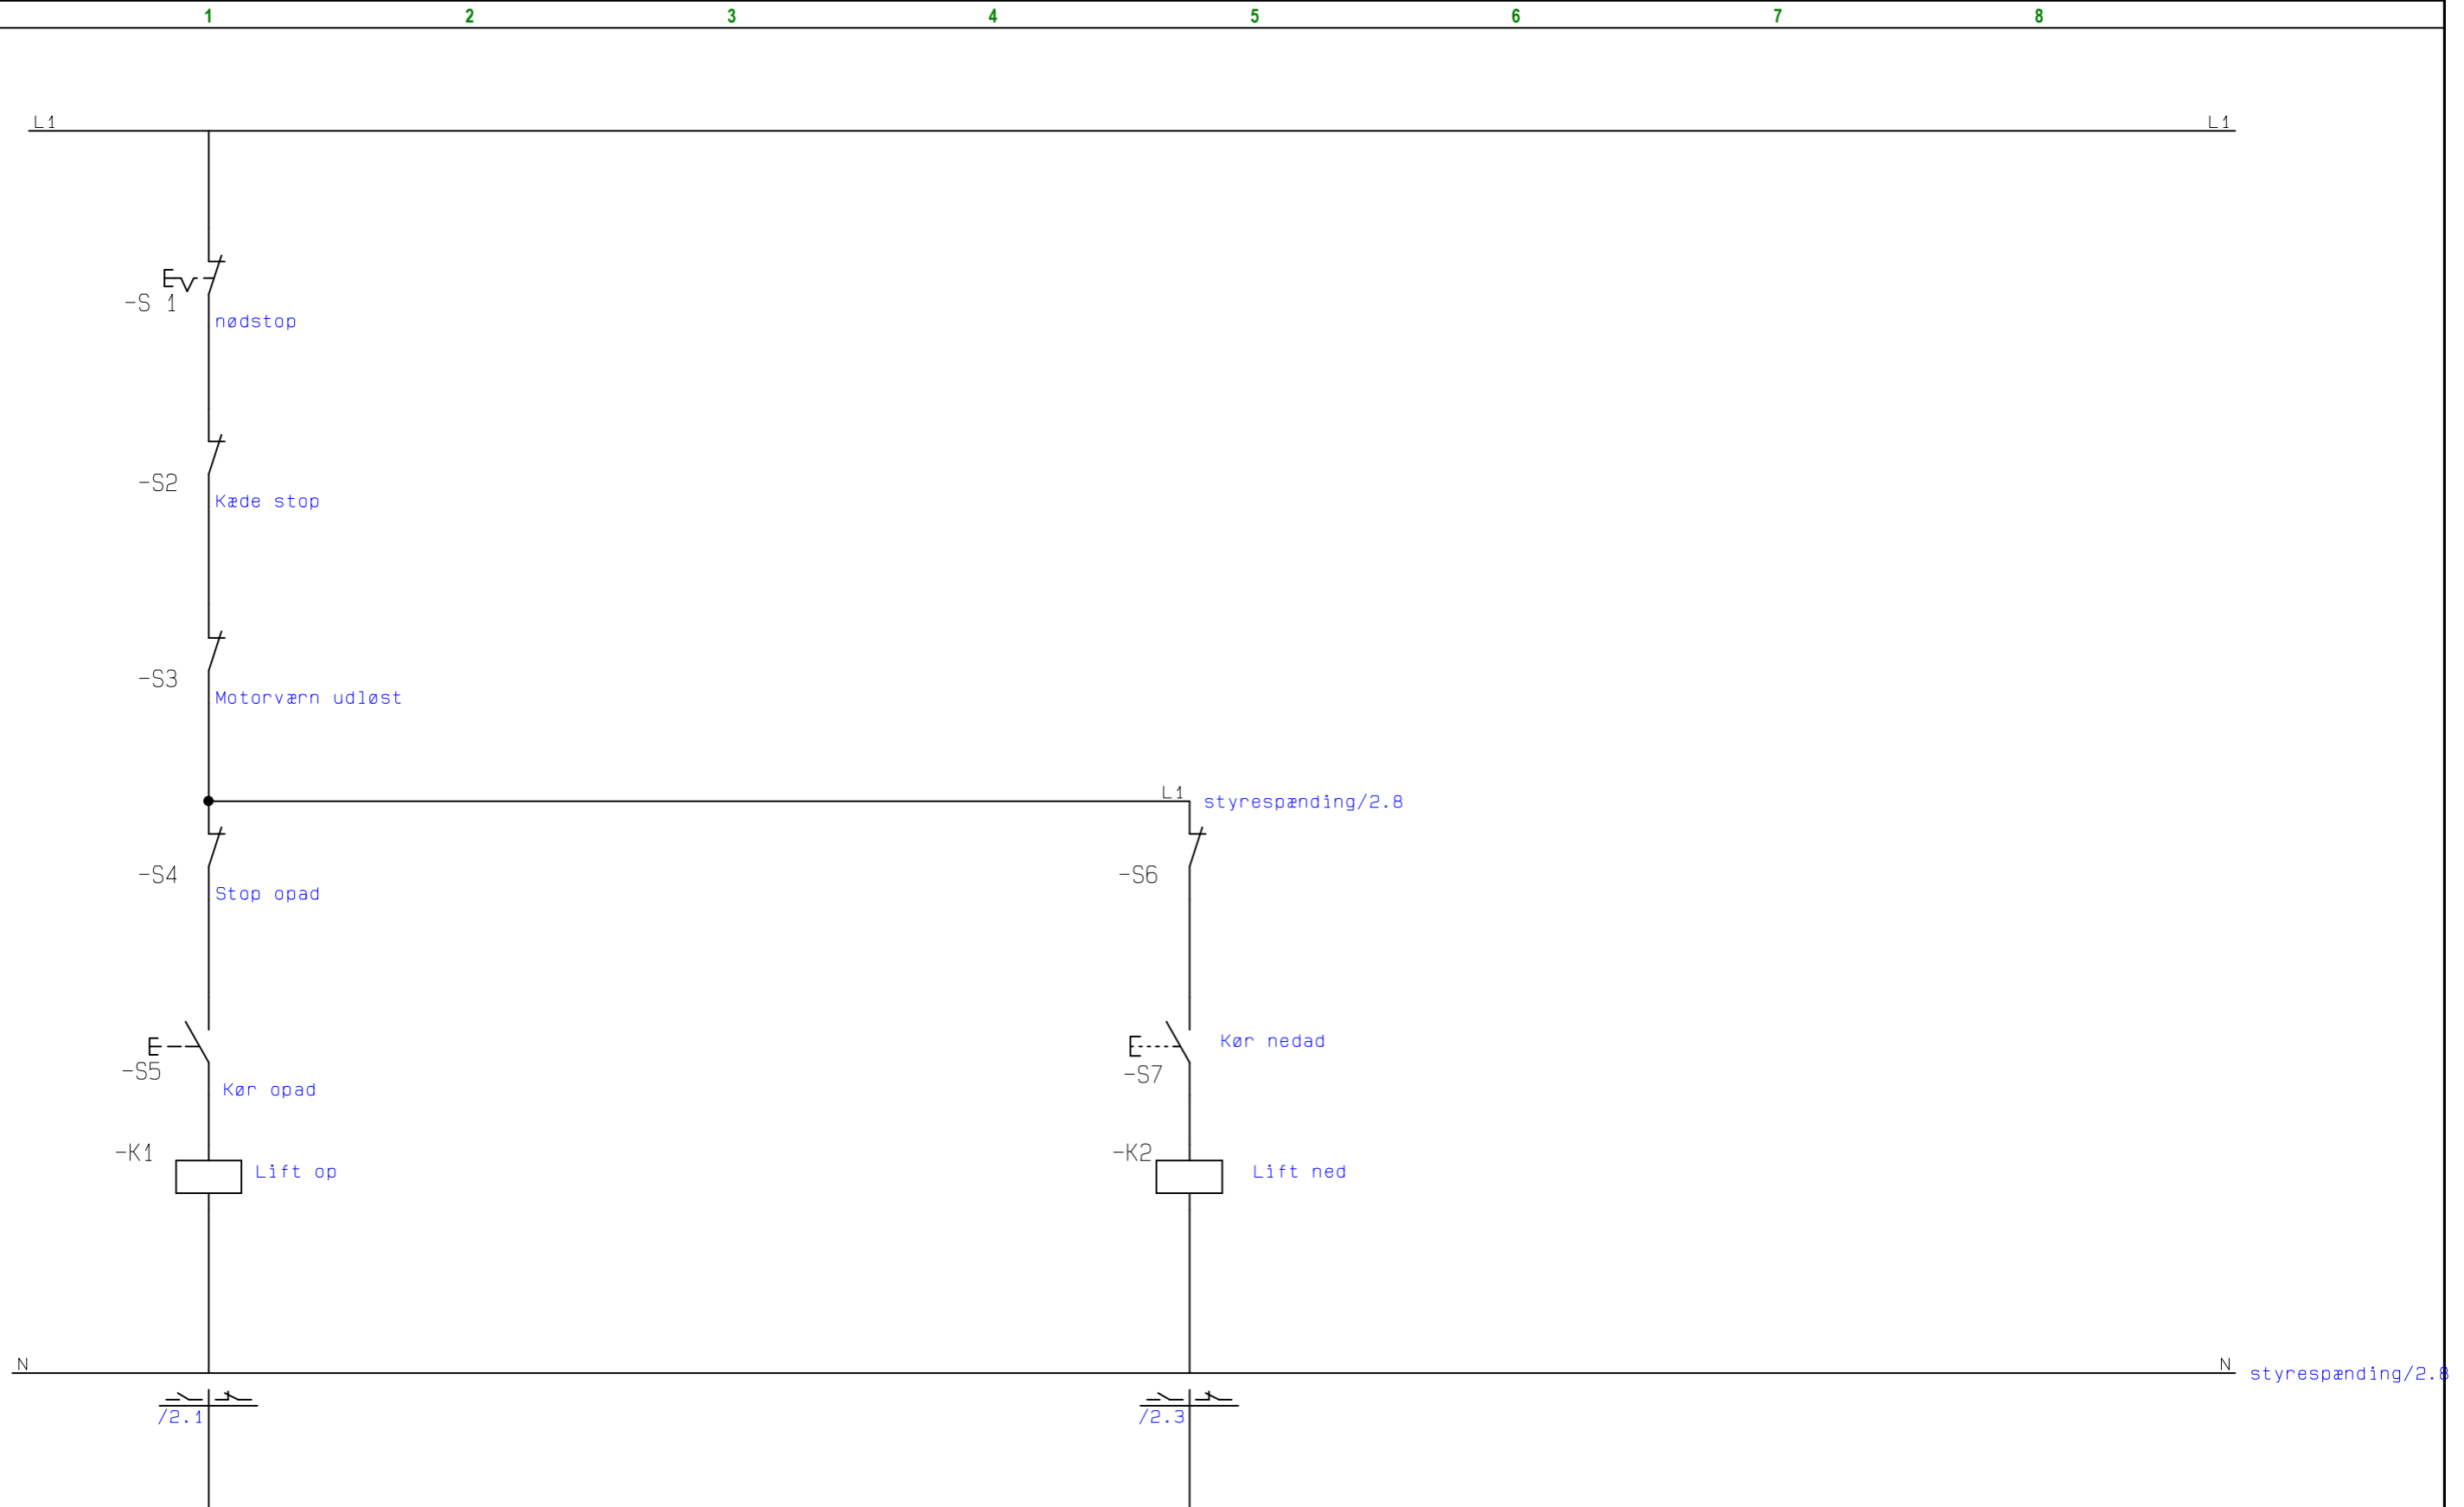 1 2 3 4 5 6 7 8
L1 L1
-S 1
nødstop
-S2
Kæde stop
-S3
Motorværn udløst
L1 styrespænding/2.8
-S4 -S6
Stop opad
Kør nedad
-S5 -S7
Kør opad
-K1 -K2
Lift op Lift ned
N N styrespænding/2.8
/2.1 /2.3